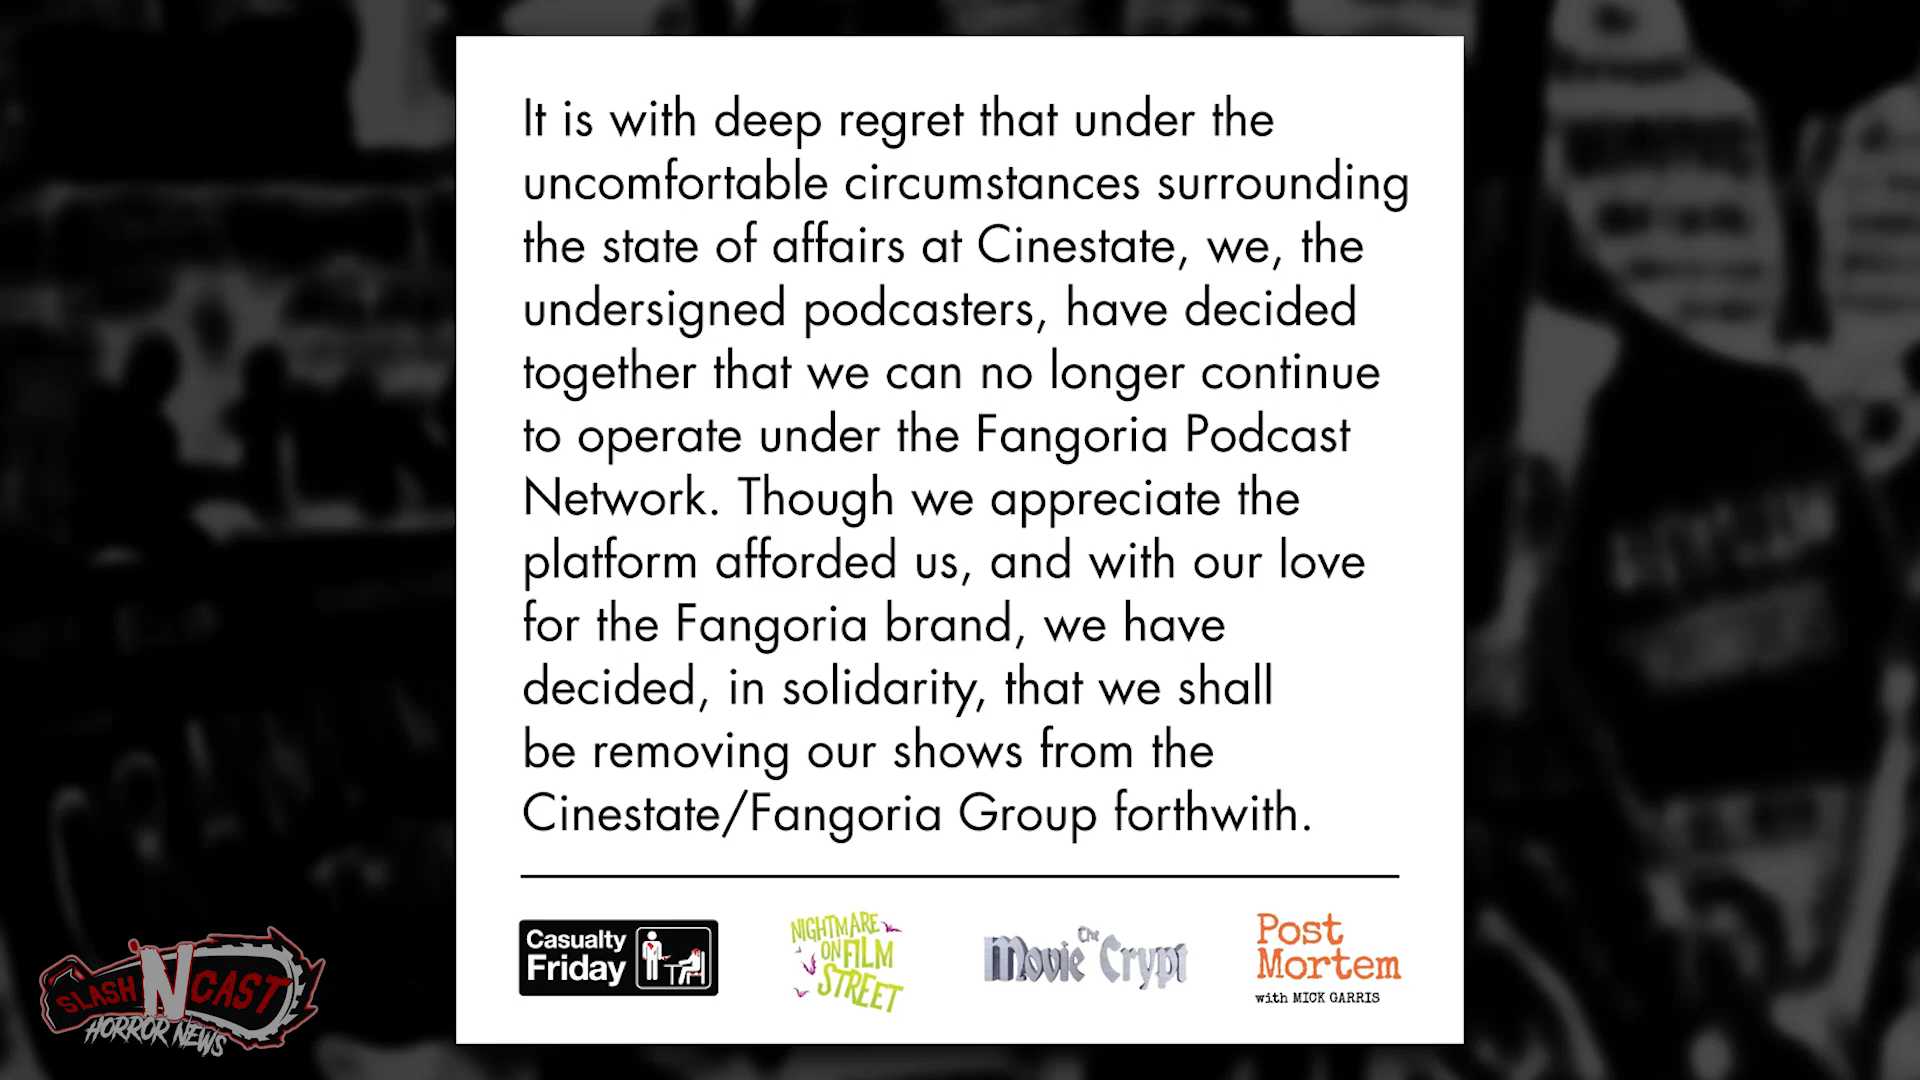 It is with deep regret that under the
uncomfortable circumstances surrounding
the state of affairs at Cinestate, we, the
undersigned podcasters, have decided
together that we can no longer continue
to operate under the Fangoria Podcast
Network. Though we appreciate the
platform afforded us, and with our love
for the Fangoria brand, we have
decided, in solidarity, that we shall
be removing our shows from the
Cinestate/Fangoria Group forthwith.
Casualty
Friday
NIGHTMARE
ON FILM
STREET
The
Movie Crypt
Post
Mortem
with MICK GARRIS
SLASH 'N CAST
HORROR NEWS